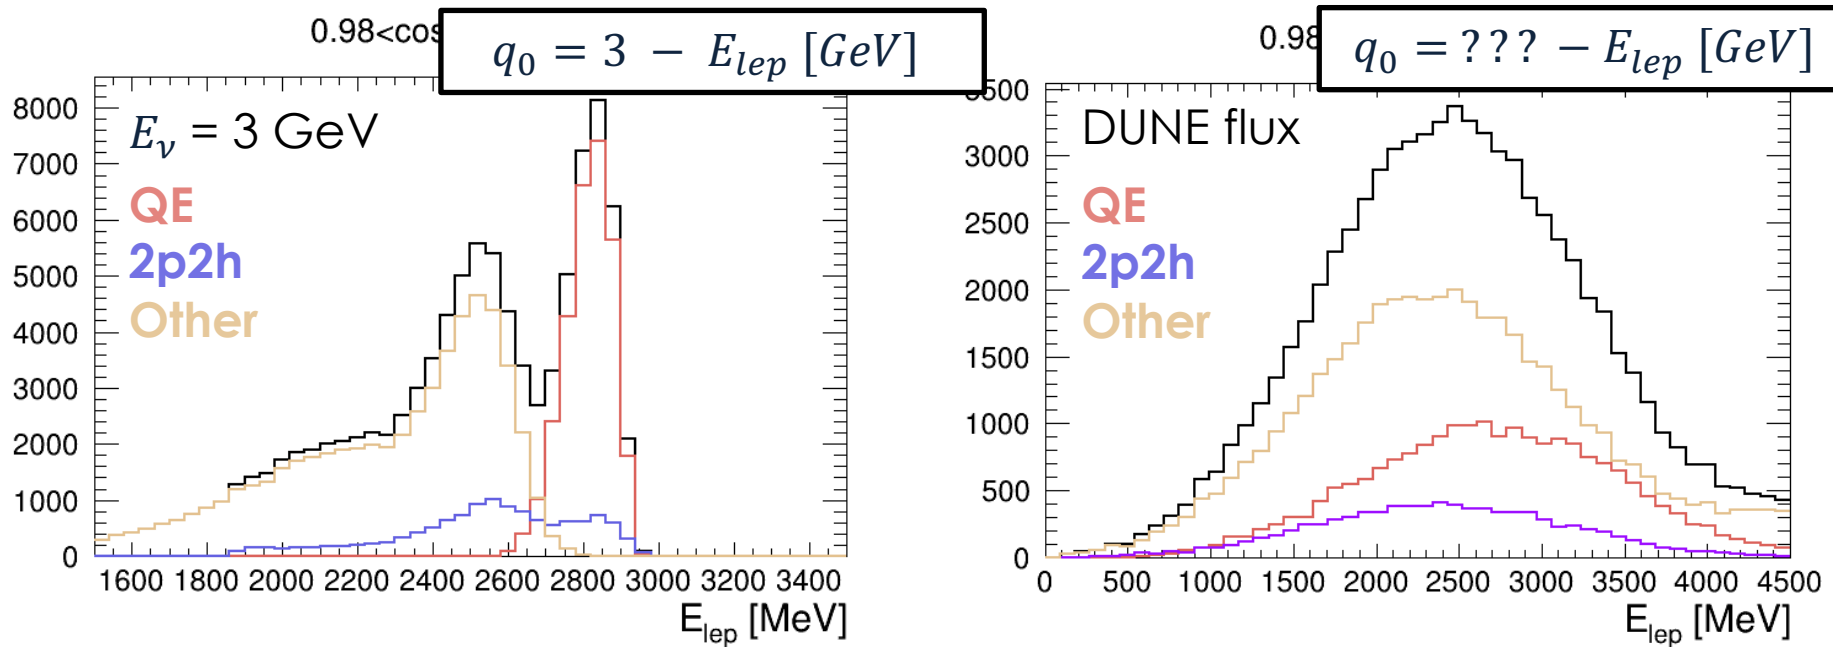 0.98<cos
q₀ = 3 − E_lep [GeV]
8000
7000
6000
5000
4000
3000
2000
1000
0
E_ν = 3 GeV
QE
2p2h
Other
1600 1800 2000 2200 2400 2600 2800 3000 3200 3400
E_lep [MeV]
0.98
q₀ = ??? − E_lep [GeV]
3500
3000
2500
2000
1500
1000
500
0
DUNE flux
QE
2p2h
Other
0 500 1000 1500 2000 2500 3000 3500 4000 4500
E_lep [MeV]